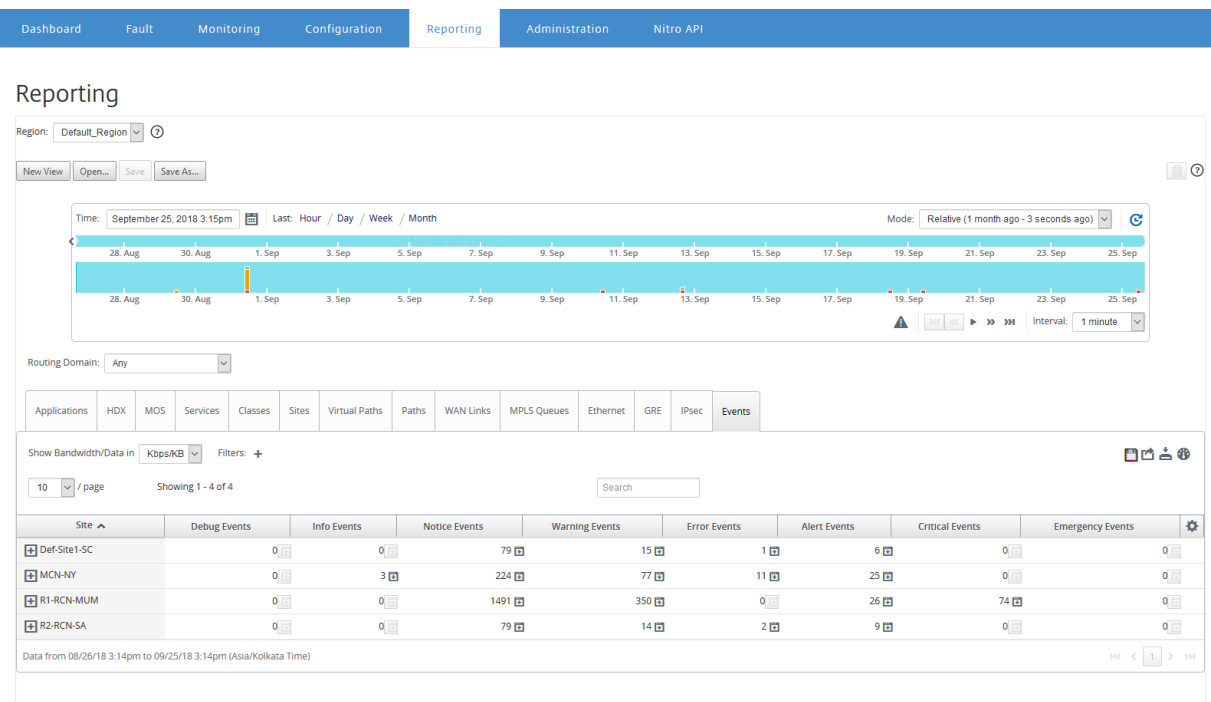 Dashboard Fault Monitoring Configuration Reporting Administration Nitro API
Reporting
Region: Default_Region ?
New View Open... Save Save As... ?
Time: September 25, 2018 3:15pm Last: Hour / Day / Week / Month Mode: Relative (1 month ago - 3 seconds ago)
28. Aug 30. Aug 1. Sep 3. Sep 5. Sep 7. Sep 9. Sep 11. Sep 13. Sep 15. Sep 17. Sep 19. Sep 21. Sep 23. Sep 25. Sep
28. Aug 30. Aug 1. Sep 3. Sep 5. Sep 7. Sep 9. Sep 11. Sep 13. Sep 15. Sep 17. Sep 19. Sep 21. Sep 23. Sep 25. Sep
Interval: 1 minute
Routing Domain: Any
Applications HDX MOS Services Classes Sites Virtual Paths Paths WAN Links MPLS Queues Ethernet GRE IPsec Events
Show Bandwidth/Data in Kbps/KB Filters: +
10 / page Showing 1 - 4 of 4 Search
Site Debug Events Info Events Notice Events Warning Events Error Events Alert Events Critical Events Emergency Events
Def-Site1-SC 0 0 79 15 1 6 0 0
MCN-NY 0 3 224 77 11 25 0 0
R1-RCN-MUM 0 0 1491 350 0 26 74 0
R2-RCN-SA 0 0 79 14 2 9 0 0
Data from 08/26/18 3:14pm to 09/25/18 3:14pm (Asia/Kolkata Time) 1